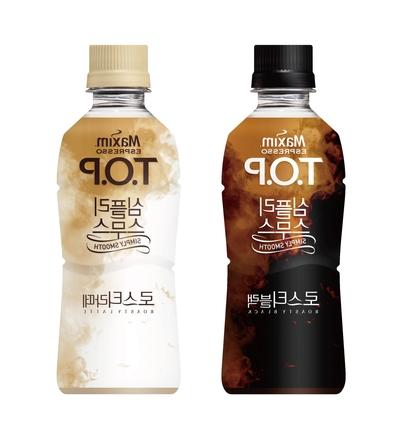 Maxim
ESPRESSO
T.O.P
심플리
스무스
SIMPLY SMOOTH
로스티라떼
ROASTY LATTE
Maxim
ESPRESSO
T.O.P
심플리
스무스
SIMPLY SMOOTH
로스티블랙
ROASTY BLACK